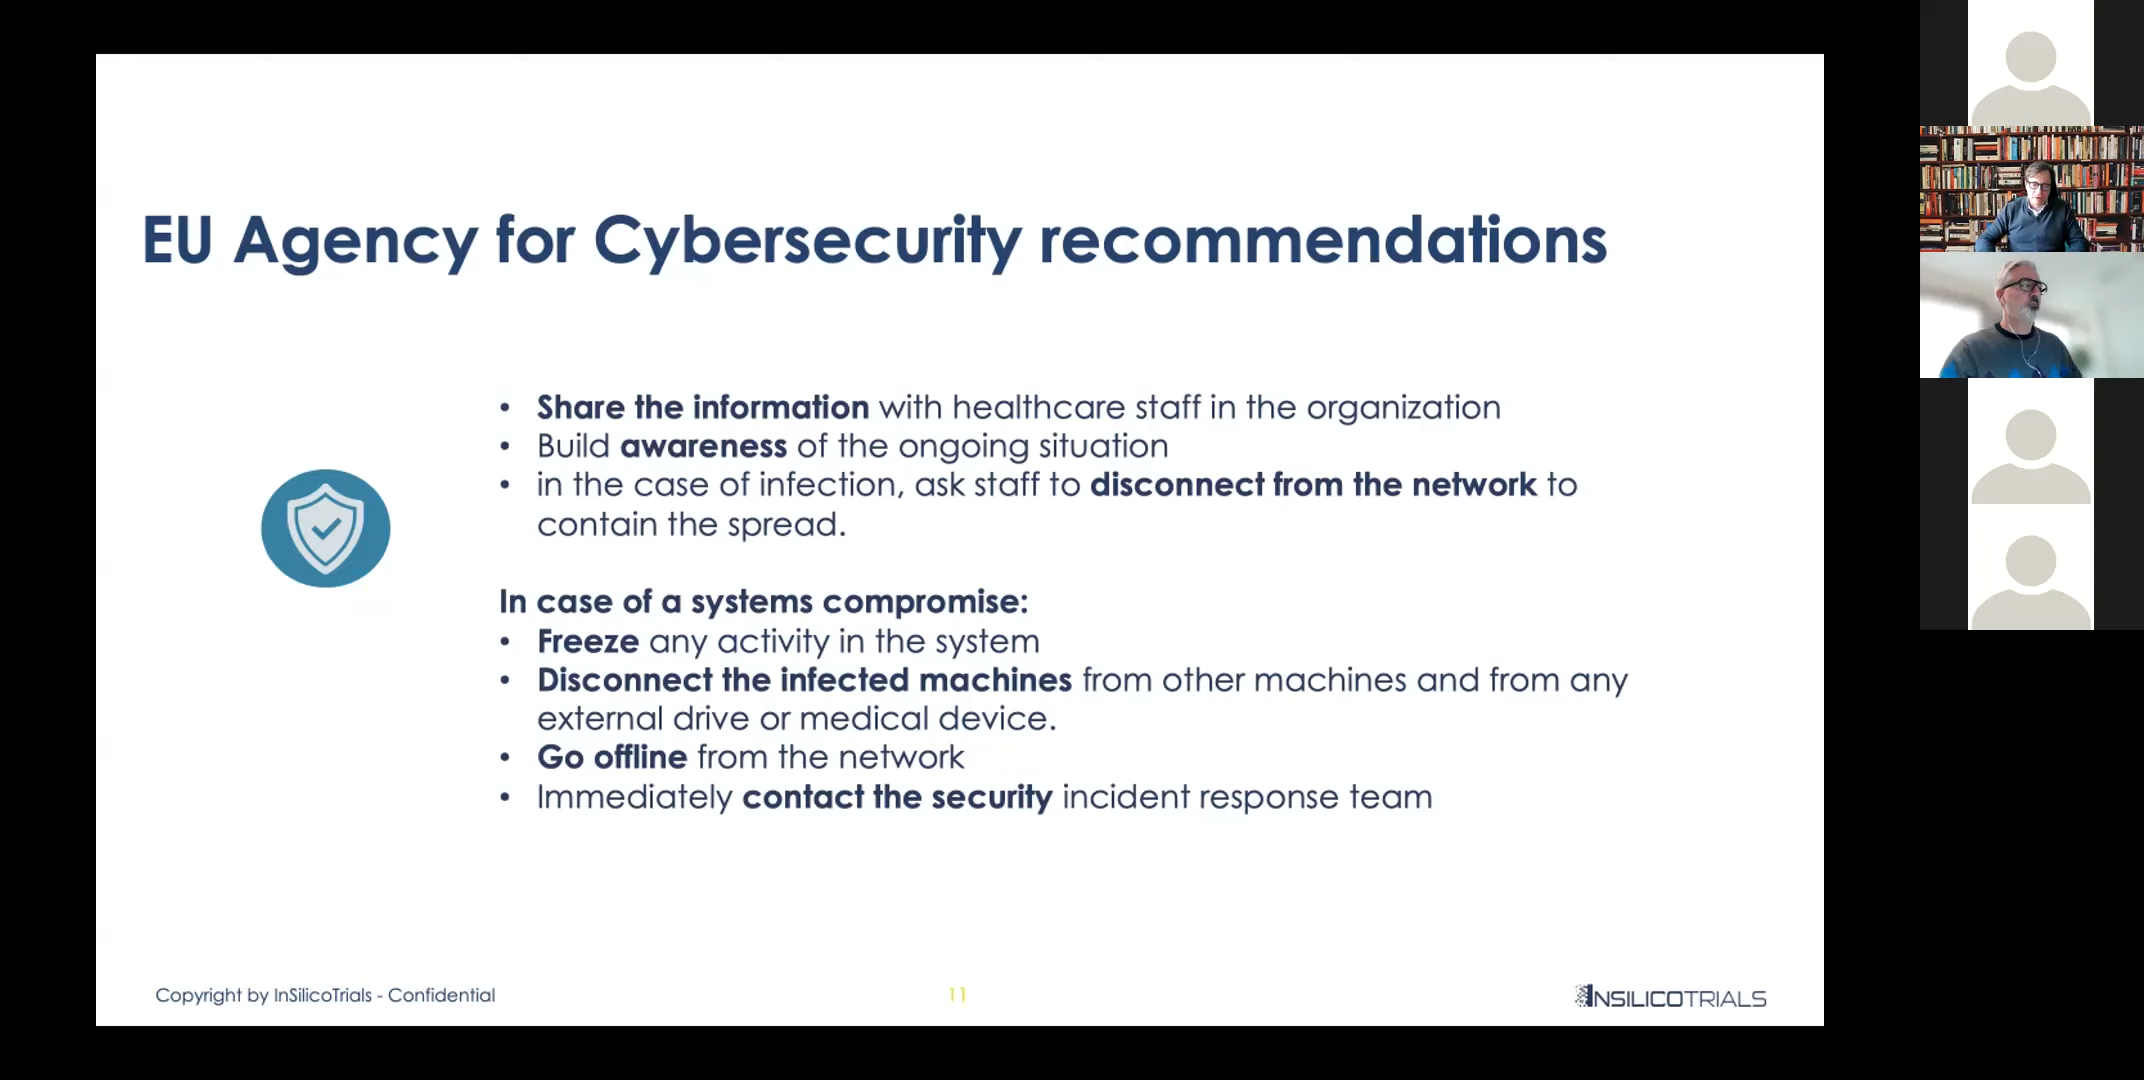 EU Agency for Cybersecurity recommendations
• Share the information with healthcare staff in the organization
• Build awareness of the ongoing situation
• in the case of infection, ask staff to disconnect from the network to
contain the spread.
In case of a systems compromise:
• Freeze any activity in the system
• Disconnect the infected machines from other machines and from any
external drive or medical device.
• Go offline from the network
• Immediately contact the security incident response team
Copyright by InSilicoTrials - Confidential
11
INSILICOTRIALS